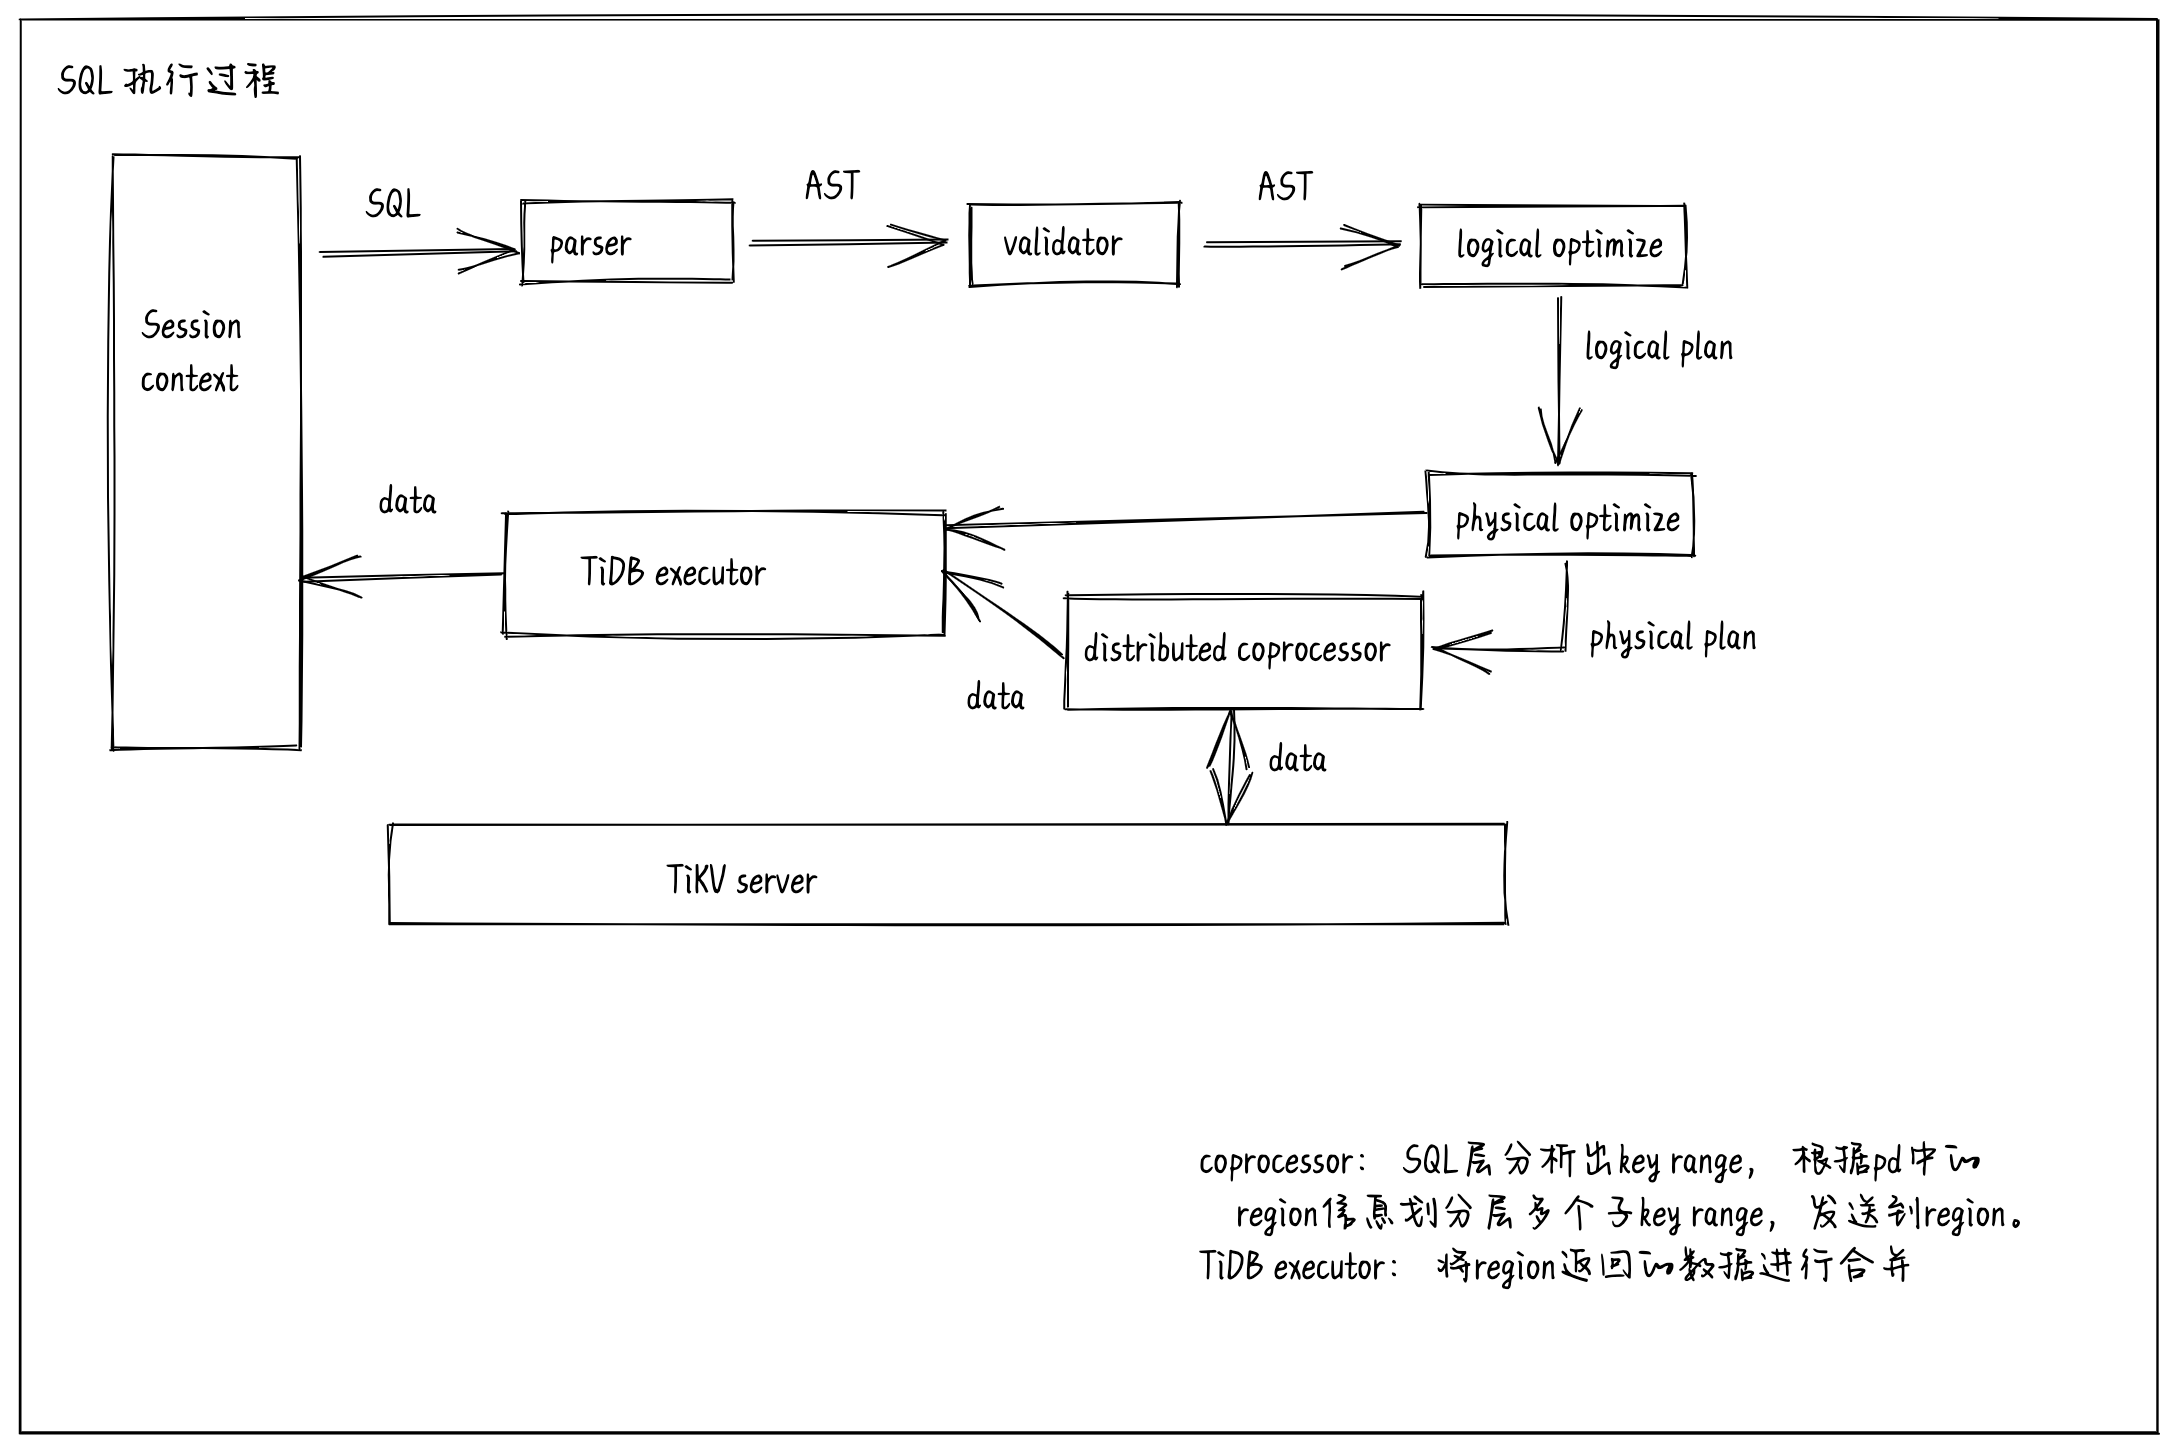 SQL 执行过程
SQL
AST
AST
parser
validator
logical optimize
Session
context
logical plan
data
physical optimize
TiDB executor
distributed coprocessor
physical plan
data
data
TiKV server
coprocessor： SQL层分析出key range， 根据pd中的
region信息划分层多个子key range， 发送到region。
TiDB executor： 将region返回的数据进行合并